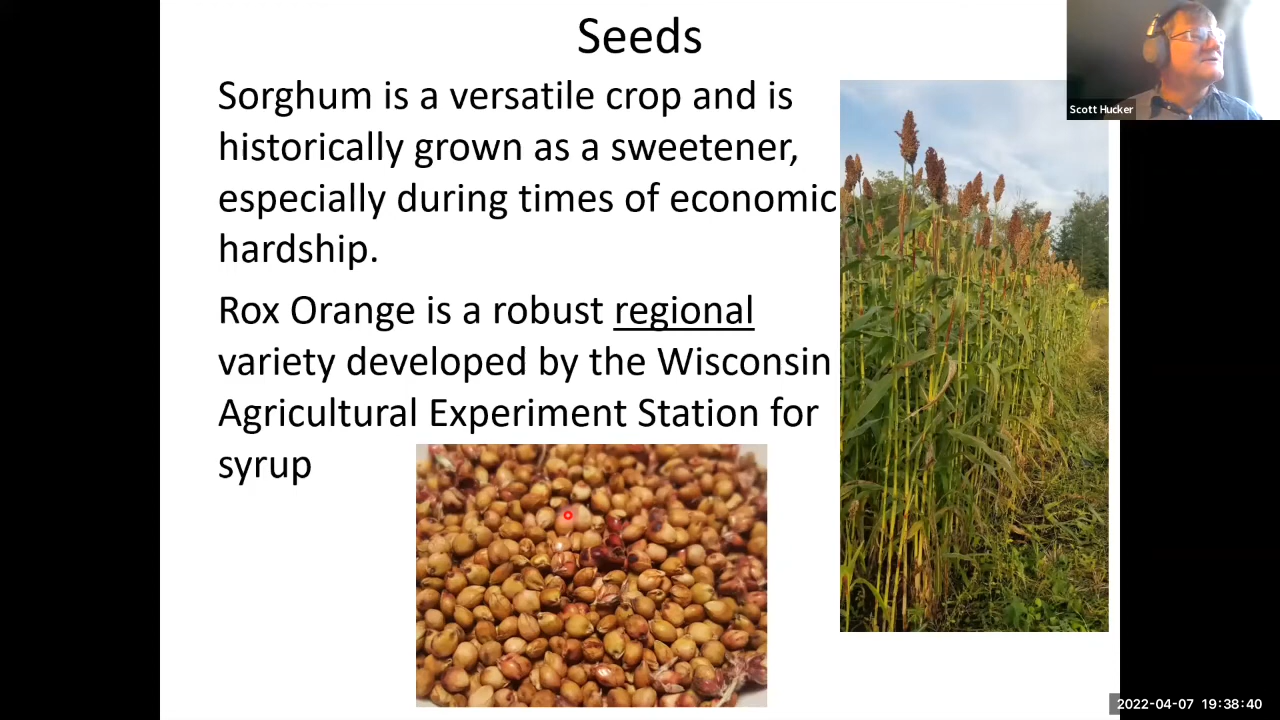 Seeds
Scott Hucker
Sorghum is a versatile crop and is
historically grown as a sweetener,
especially during times of economic
hardship.
Rox Orange is a robust regional
variety developed by the Wisconsin
Agricultural Experiment Station for
syrup
2022-04-07 19:38:40